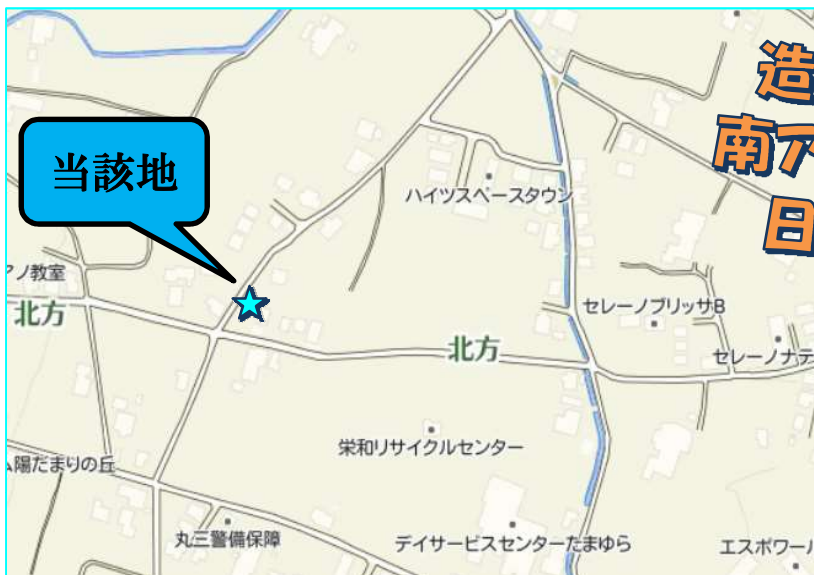 造
南
日
当該地
ハイツスペースタウン
アノ教室
北方
セレーノブリッサB
北方
セレーノナテ
栄和リサイクルセンター
ム陽だまりの丘
丸三警備保障
デイサービスセンターたまゆら
エスポワール